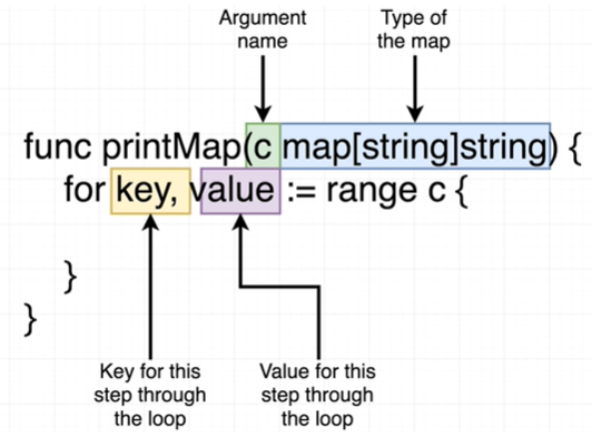 Argument
name
Type of
the map
func printMap(c map[string]string) {
for key, value := range c {
}
}
Key for this
step through
the loop
Value for this
step through
the loop